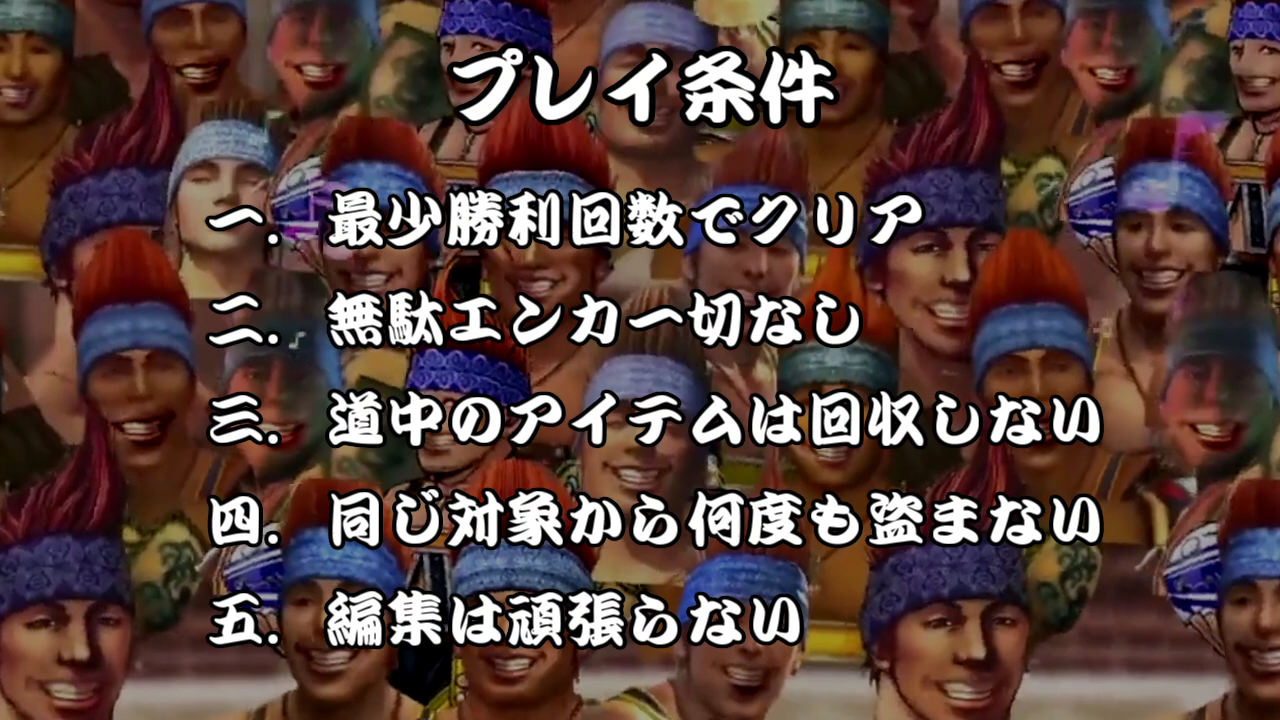 プレイ条件
一. 最少勝利回数でクリア
二. 無駄エンカ一切なし
三. 道中のアイテムは回収しない
四. 同じ対象から何度も盗まない
五. 編集は頑張らない